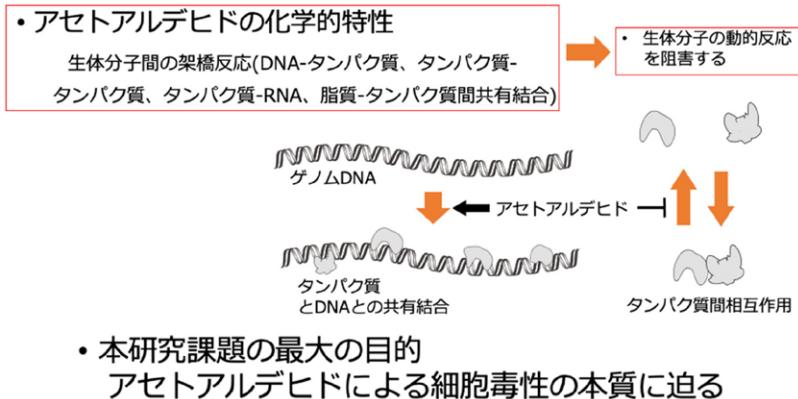 • アセトアルデヒドの化学的特性
生体分子間の架橋反応(DNA-タンパク質、タンパク質-
タンパク質、タンパク質-RNA、脂質-タンパク質間共有結合)
• 生体分子の動的反応
を阻害する
ゲノムDNA
アセトアルデヒド
タンパク質
とDNAとの共有結合
タンパク質間相互作用
• 本研究課題の最大の目的
アセトアルデヒドによる細胞毒性の本質に迫る